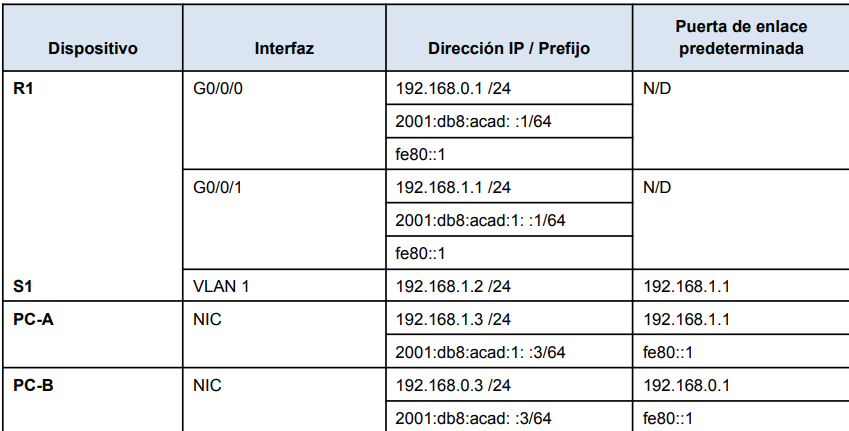 Dispositivo Interfaz Dirección IP / Prefijo Puerta de enlace predeterminada
R1 G0/0/0 192.168.0.1 /24 N/D
2001:db8:acad: :1/64
fe80::1
G0/0/1 192.168.1.1 /24 N/D
2001:db8:acad:1: :1/64
fe80::1
S1 VLAN 1 192.168.1.2 /24 192.168.1.1
PC-A NIC 192.168.1.3 /24 192.168.1.1
2001:db8:acad:1: :3/64 fe80::1
PC-B NIC 192.168.0.3 /24 192.168.0.1
2001:db8:acad: :3/64 fe80::1